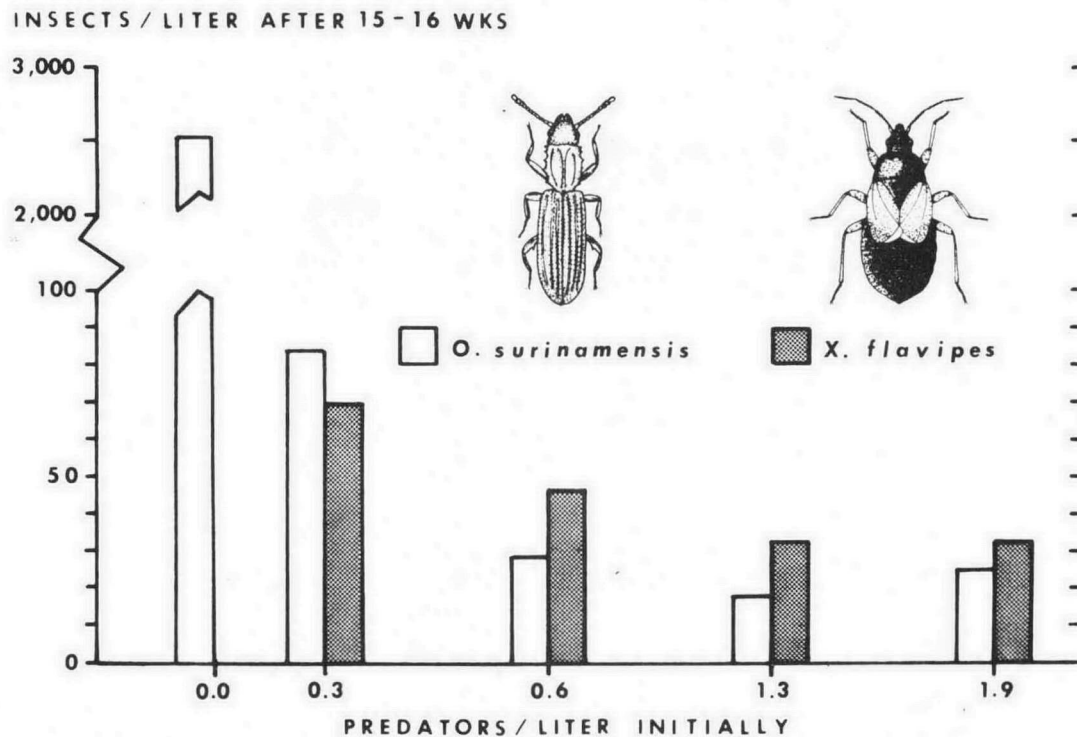 INSECTS / LITER AFTER 15-16 WKS
3,000
2,000
100
O. surinamensis
X. flavipes
50
0
0.0 0.3 0.6 1.3 1.9
PREDATORS / LITER INITIALLY